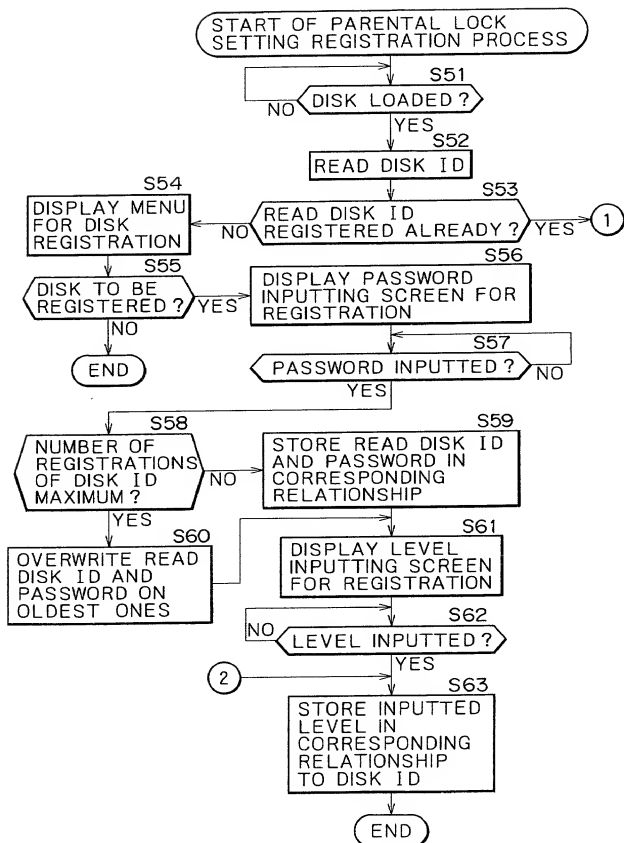 START OF PARENTAL LOCK
SETTING REGISTRATION PROCESS
S51
DISK LOADED?
NO
YES
S52
READ DISK ID
S53
READ DISK ID
REGISTERED ALREADY?
NO
YES
1
S54
DISPLAY MENU
FOR DISK
REGISTRATION
S55
DISK TO BE
REGISTERED?
YES
NO
END
S56
DISPLAY PASSWORD
INPUTTING SCREEN FOR
REGISTRATION
S57
PASSWORD INPUTTED?
NO
YES
S58
NUMBER OF
REGISTRATIONS
OF DISK ID
MAXIMUM?
NO
YES
S59
STORE READ DISK ID
AND PASSWORD IN
CORRESPONDING
RELATIONSHIP
S60
OVERWRITE READ
DISK ID AND
PASSWORD ON
OLDEST ONES
S61
DISPLAY LEVEL
INPUTTING SCREEN
FOR REGISTRATION
S62
LEVEL INPUTTED?
NO
YES
2
S63
STORE INPUTTED
LEVEL IN
CORRESPONDING
RELATIONSHIP
TO DISK ID
END